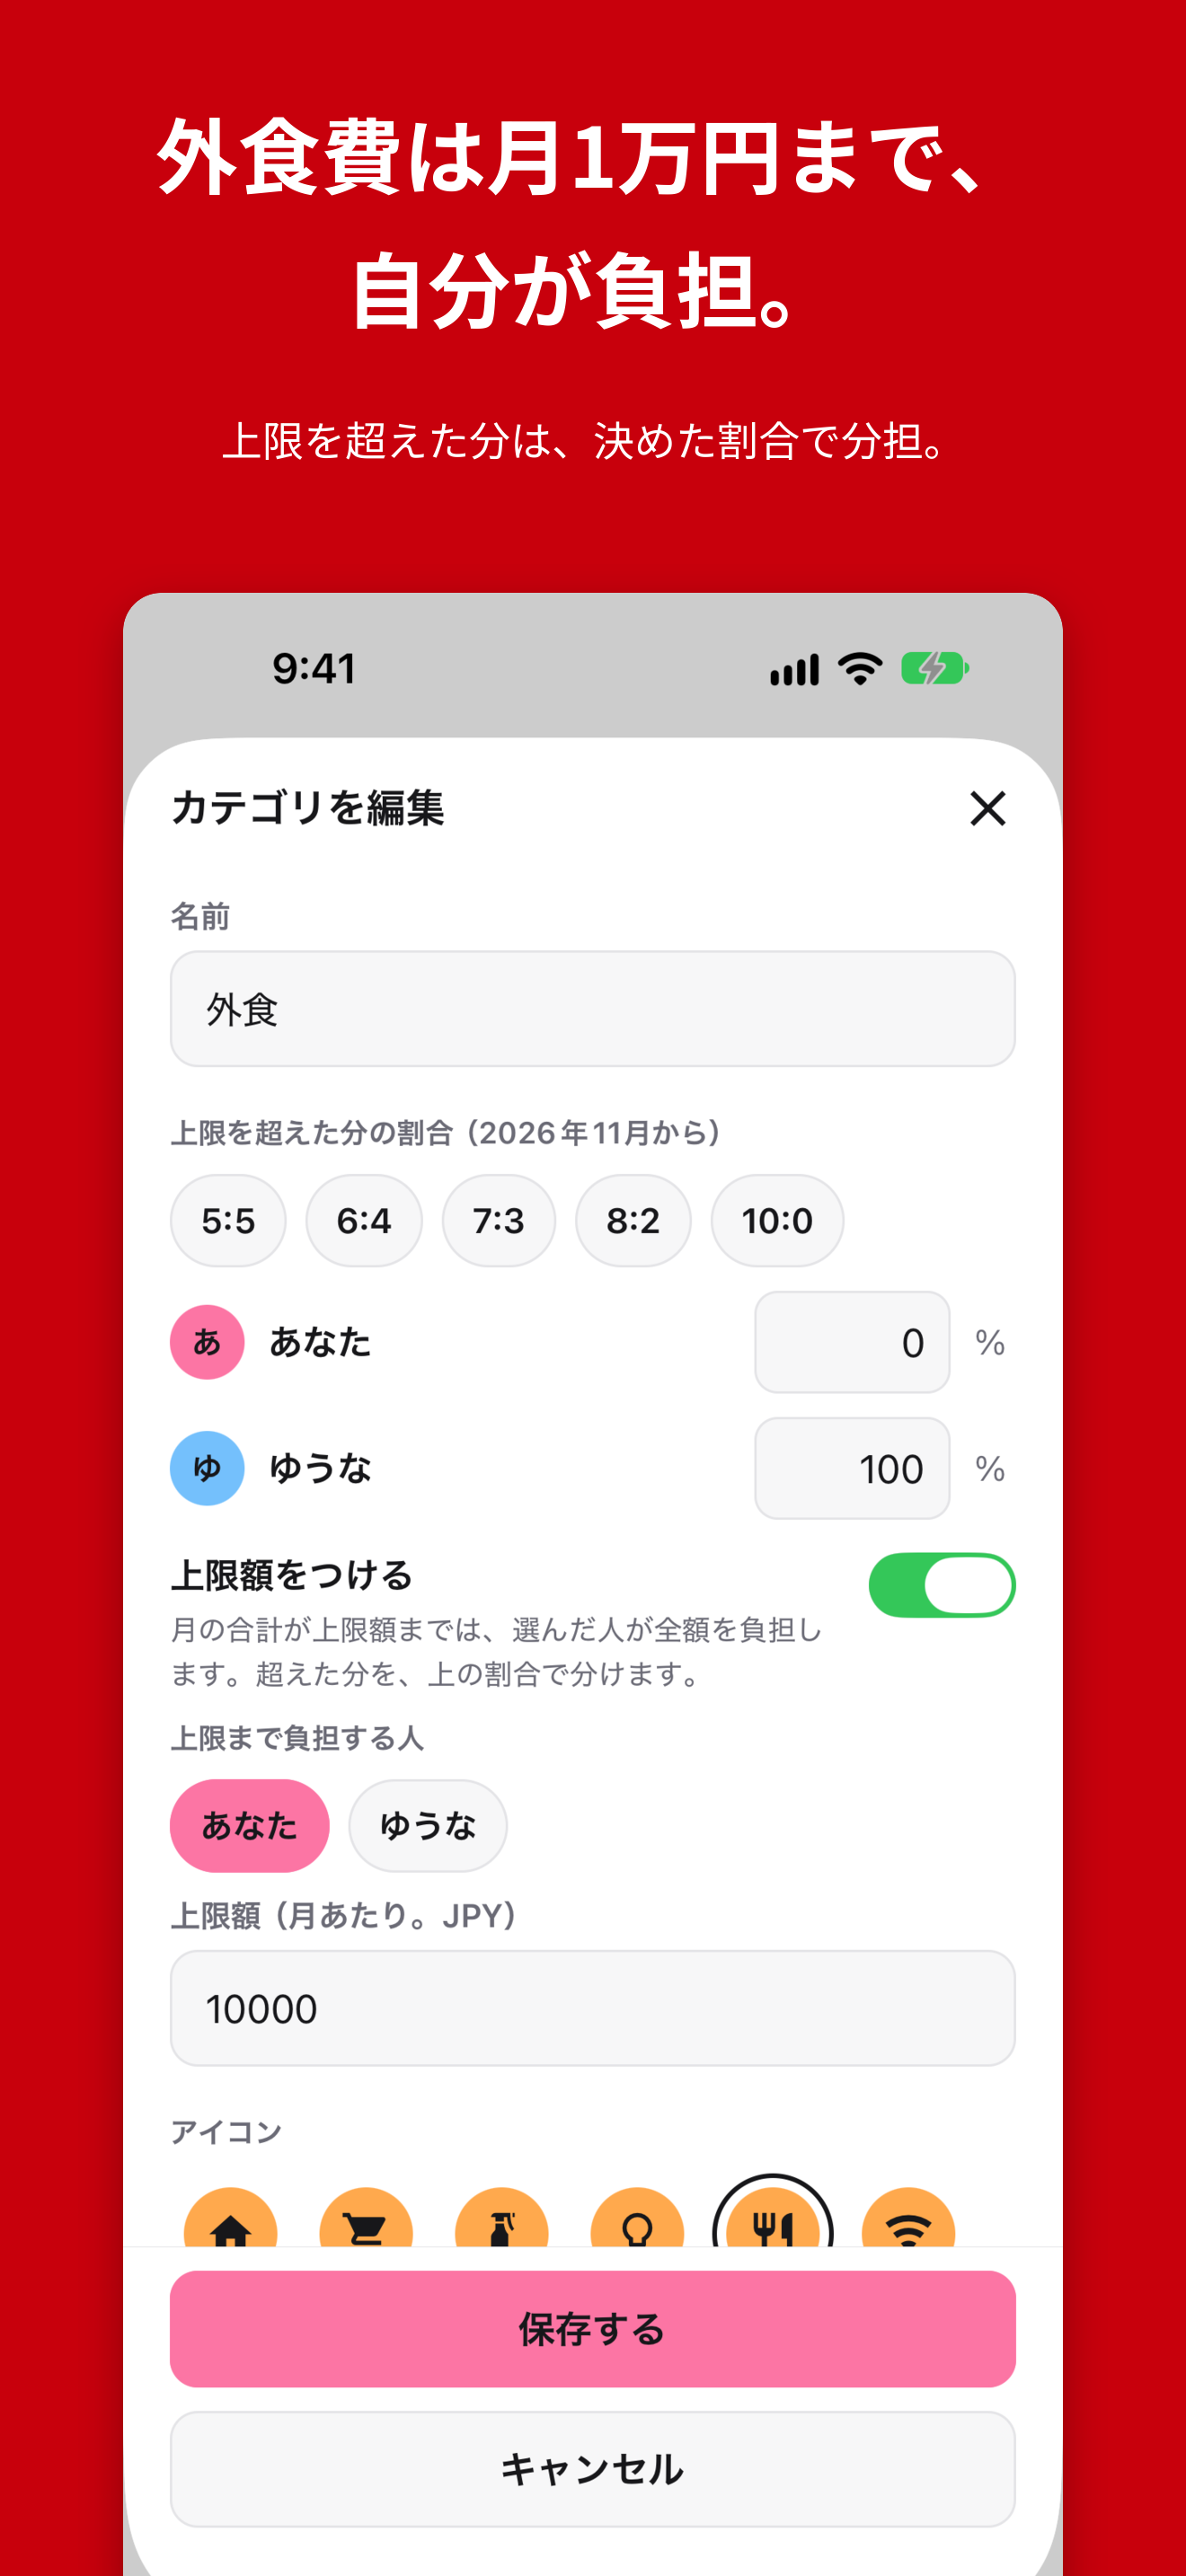 外食費は月1万円まで、
自分が負担。
上限を超えた分は、決めた割合で分担。
9:41
カテゴリを編集
名前
外食
上限を超えた分の割合（2026年11月から）
5:5 6:4 7:3 8:2 10:0
あ あなた 0 %
ゆ ゆうな 100 %
上限額をつける
月の合計が上限額までは、選んだ人が全額を負担し
ます。超えた分を、上の割合で分けます。
上限まで負担する人
あなた ゆうな
上限額（月あたり。JPY）
10000
アイコン
保存する
キャンセル